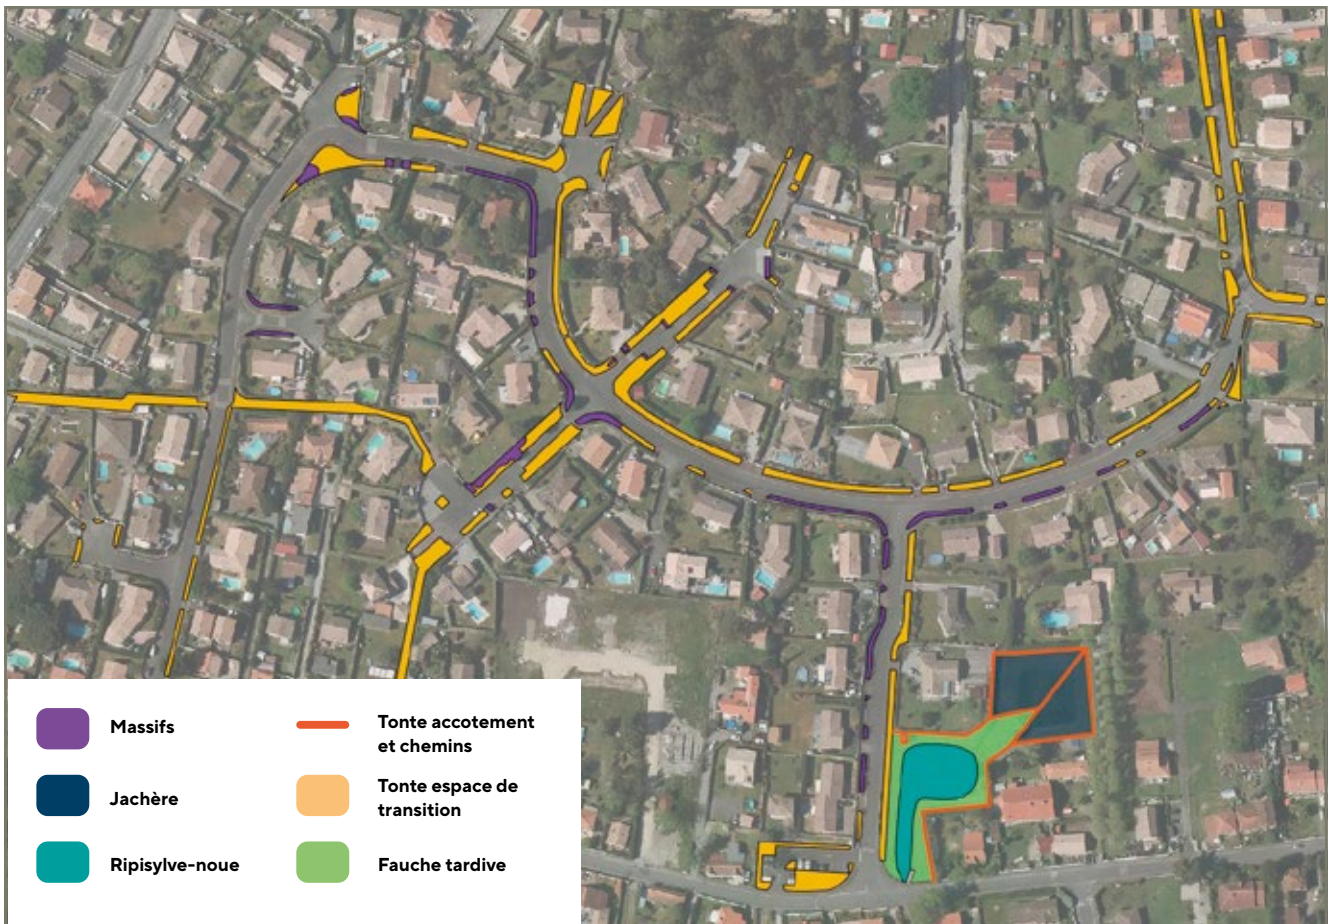 Massifs
Jachère
Ripisylve-noue
Tonte accotement
et chemins
Tonte espace de
transition
Fauche tardive